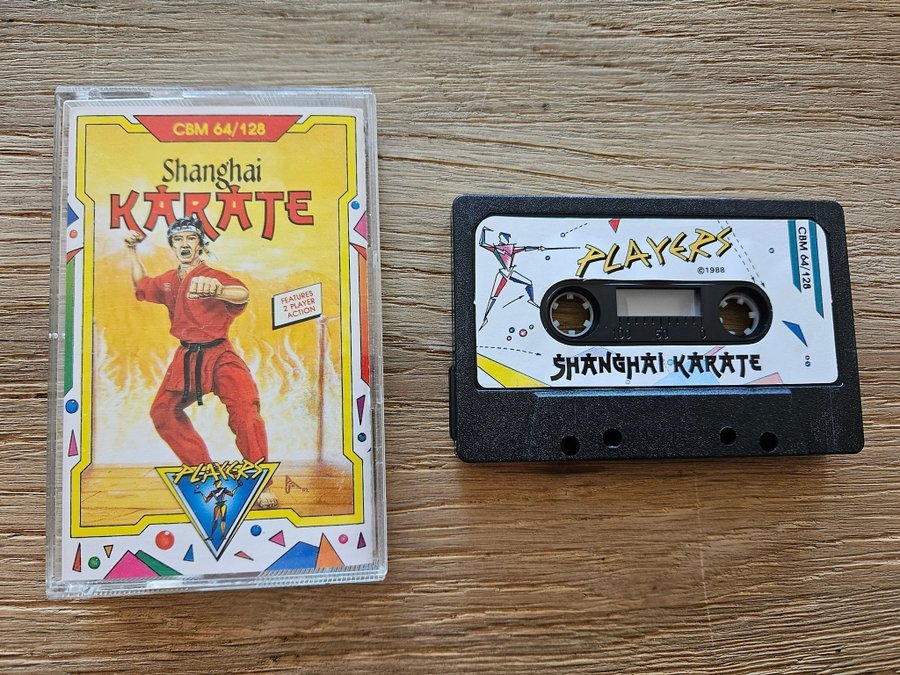 CBM 64/128
Shanghai
KARATE
FEATURES
2 PLAYER
ACTION
PLAYERS
PLAYERS
©1988
CBM 64/128
100 50 0
SHANGHAI KARATE